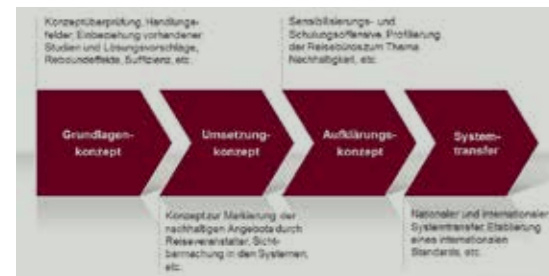 Konzeptüberprüfung, Handlungs-
felder, Einbeziehung vorhandener
Studien und Lösungsvorschläge,
Reboundeffekte, Suffizienz, etc.
Sensibilisierungs- und
Schulungsoffensive, Profilierung
der Reisebüros zum Thema
Nachhaltigkeit, etc.
Grundlagen-
konzept
Umsetzung-
konzept
Aufklärungs-
konzept
System-
transfer
Konzept zur Markierung der
nachhaltigen Angebote durch
Reiseveranstalter, Sicht-
barmachung in den Systemen,
etc.
Nationaler und internationaler
Systemtransfer, Etablierung
eines internationalen
Standards, etc.